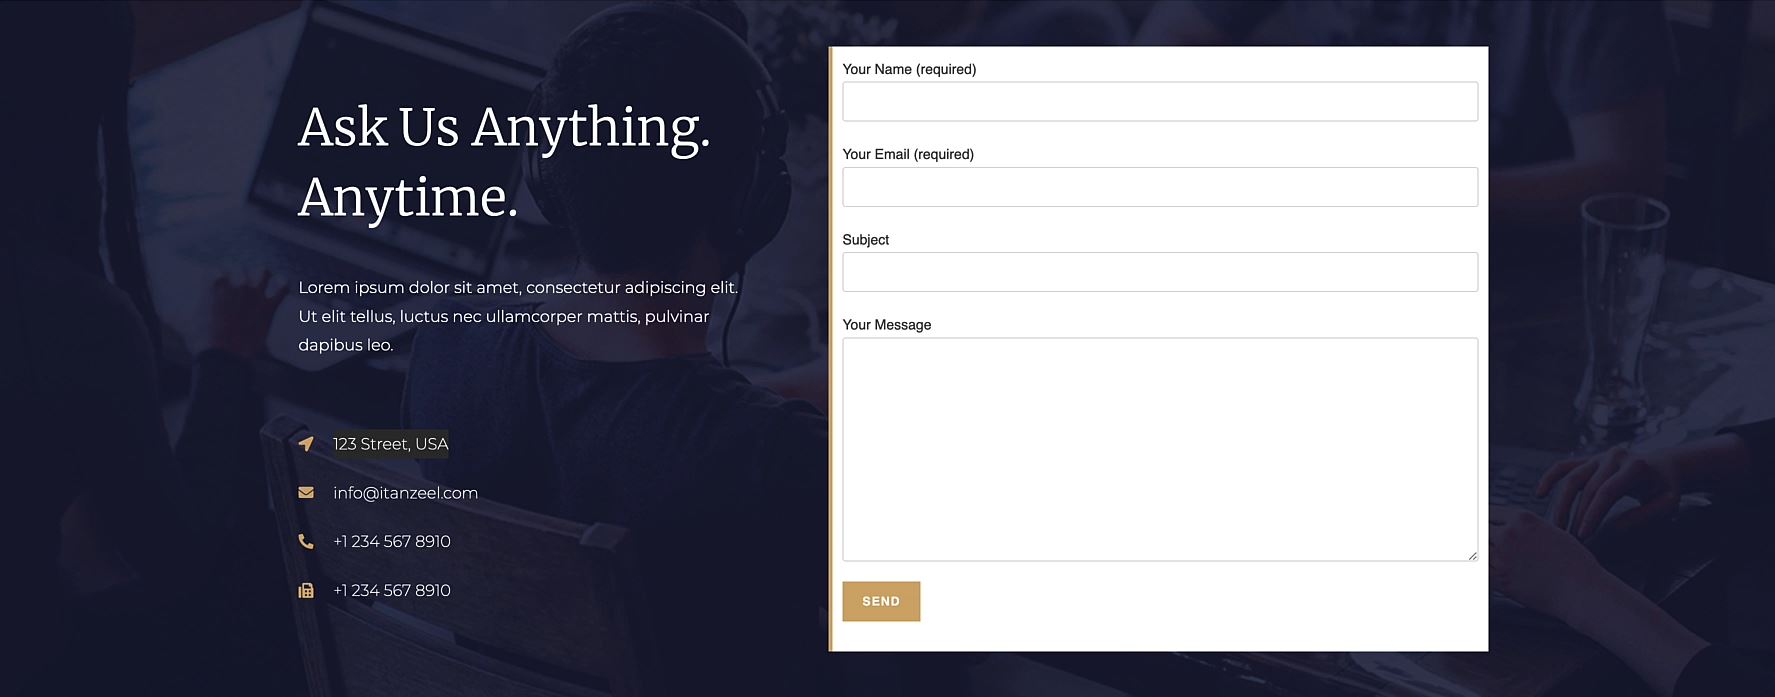 Ask Us Anything.
Anytime.
Lorem ipsum dolor sit amet, consectetur adipiscing elit.
Ut elit tellus, luctus nec ullamcorper mattis, pulvinar
dapibus leo.
123 Street, USA
info@itanzeel.com
+1 234 567 8910
+1 234 567 8910
Your Name (required)
Your Email (required)
Subject
Your Message
SEND